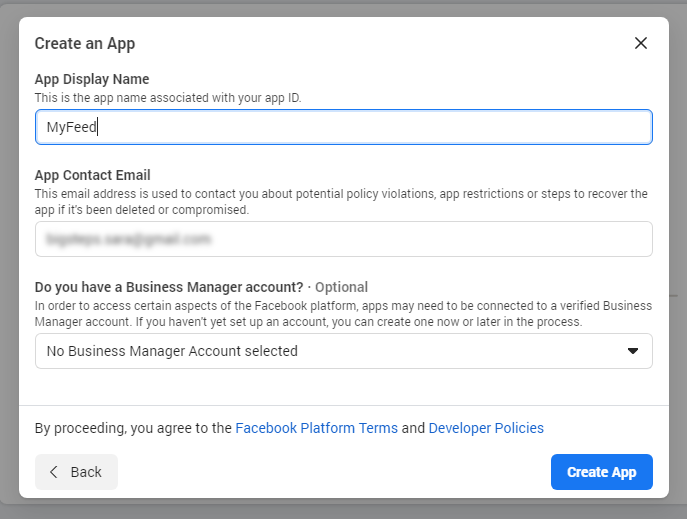 Create an App
App Display Name
This is the app name associated with your app ID.
MyFeed
App Contact Email
This email address is used to contact you about potential policy violations, app restrictions or steps to recover the
app if it's been deleted or compromised.
Do you have a Business Manager account? · Optional
In order to access certain aspects of the Facebook platform, apps may need to be connected to a verified Business
Manager account. If you haven't yet set up an account, you can create one now or later in the process.
No Business Manager Account selected
By proceeding, you agree to the Facebook Platform Terms and Developer Policies
Back
Create App